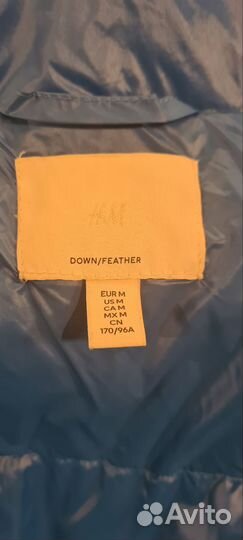 H&M
DOWN/FEATHER
EUR M
US M
CA M
MX M
CN
170/96A
Avito